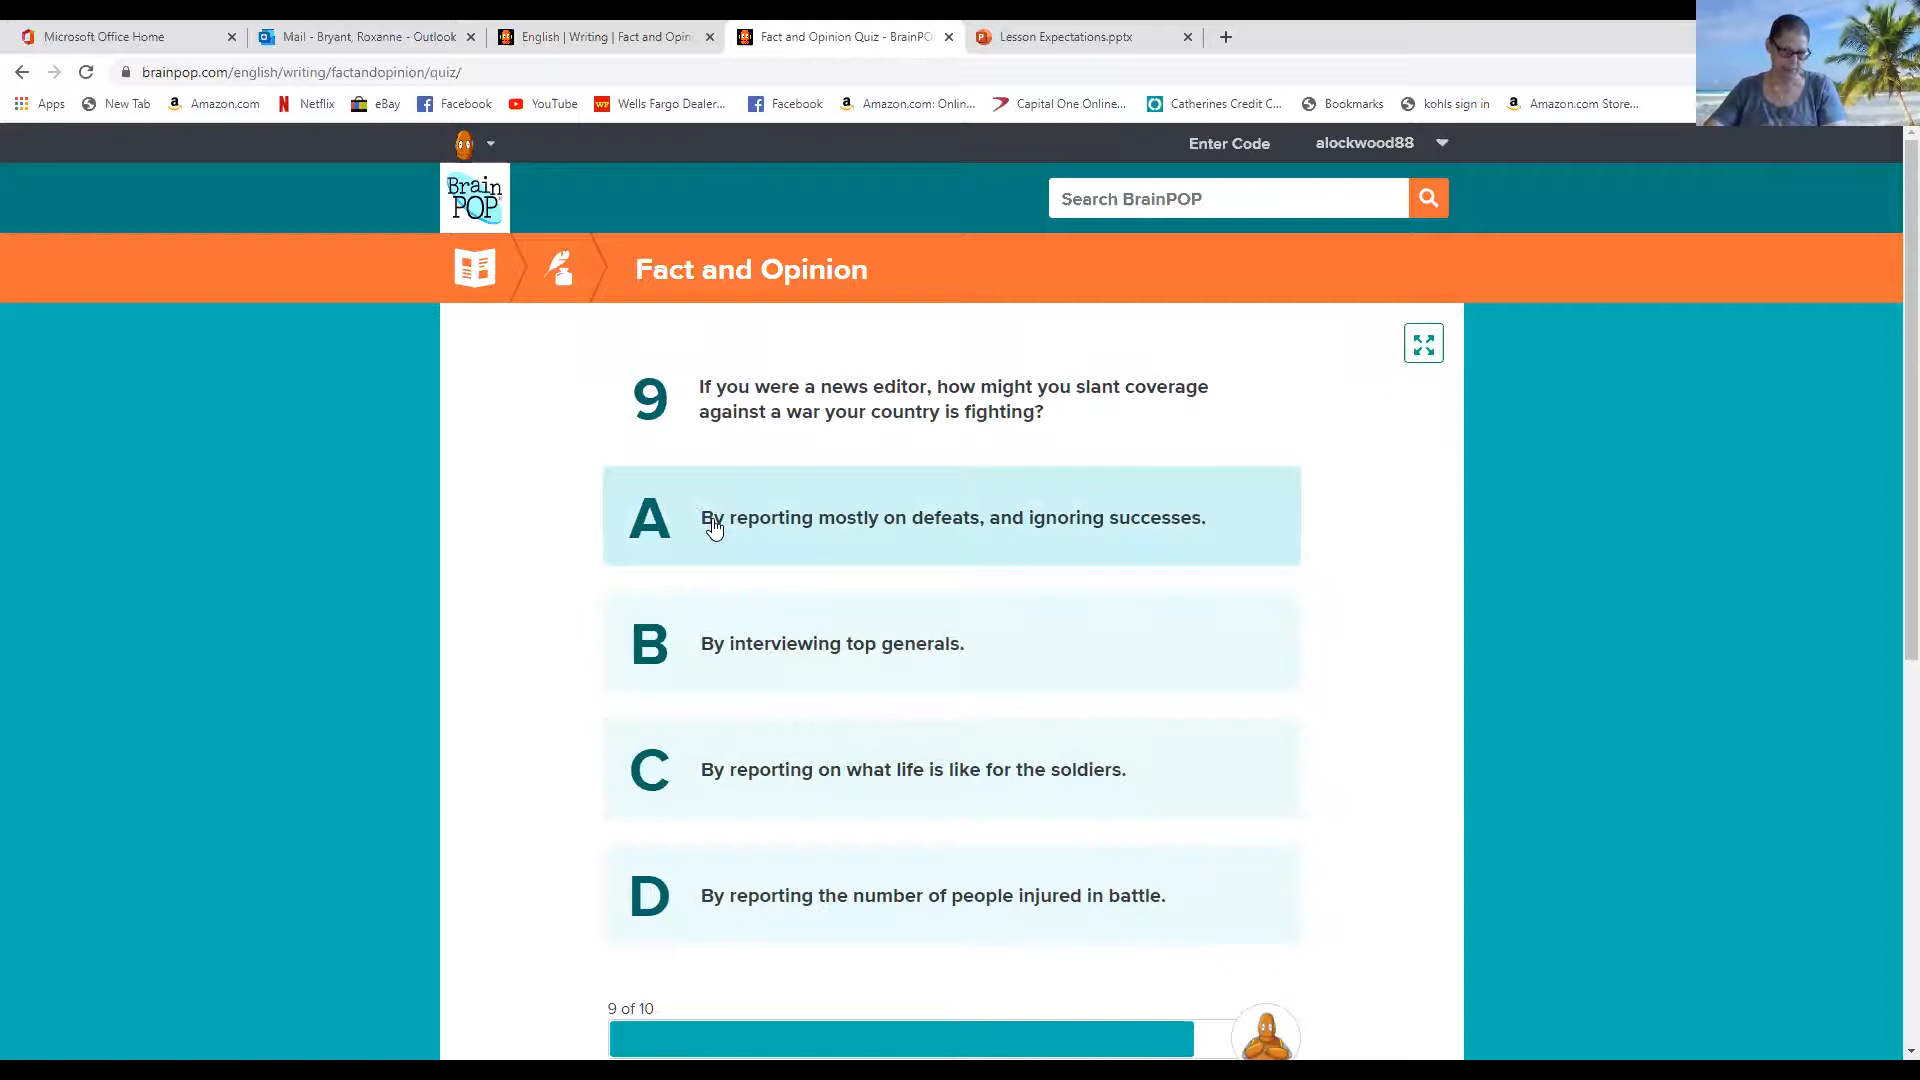 Microsoft Office Home
Mail - Bryant, Roxanne - Outlook
English | Writing | Fact and Opin
Fact and Opinion Quiz - BrainPO
Lesson Expectations.pptx
brainpop.com/english/writing/factandopinion/quiz/
Apps New Tab Amazon.com Netflix eBay Facebook YouTube Wells Fargo Dealer... Facebook Amazon.com: Onlin... Capital One Online... Catherines Credit C... Bookmarks kohls sign in Amazon.com Store...
Enter Code alockwood88
Brain
POP
Search BrainPOP
Fact and Opinion
9 If you were a news editor, how might you slant coverage
against a war your country is fighting?
A By reporting mostly on defeats, and ignoring successes.
B By interviewing top generals.
C By reporting on what life is like for the soldiers.
D By reporting the number of people injured in battle.
9 of 10